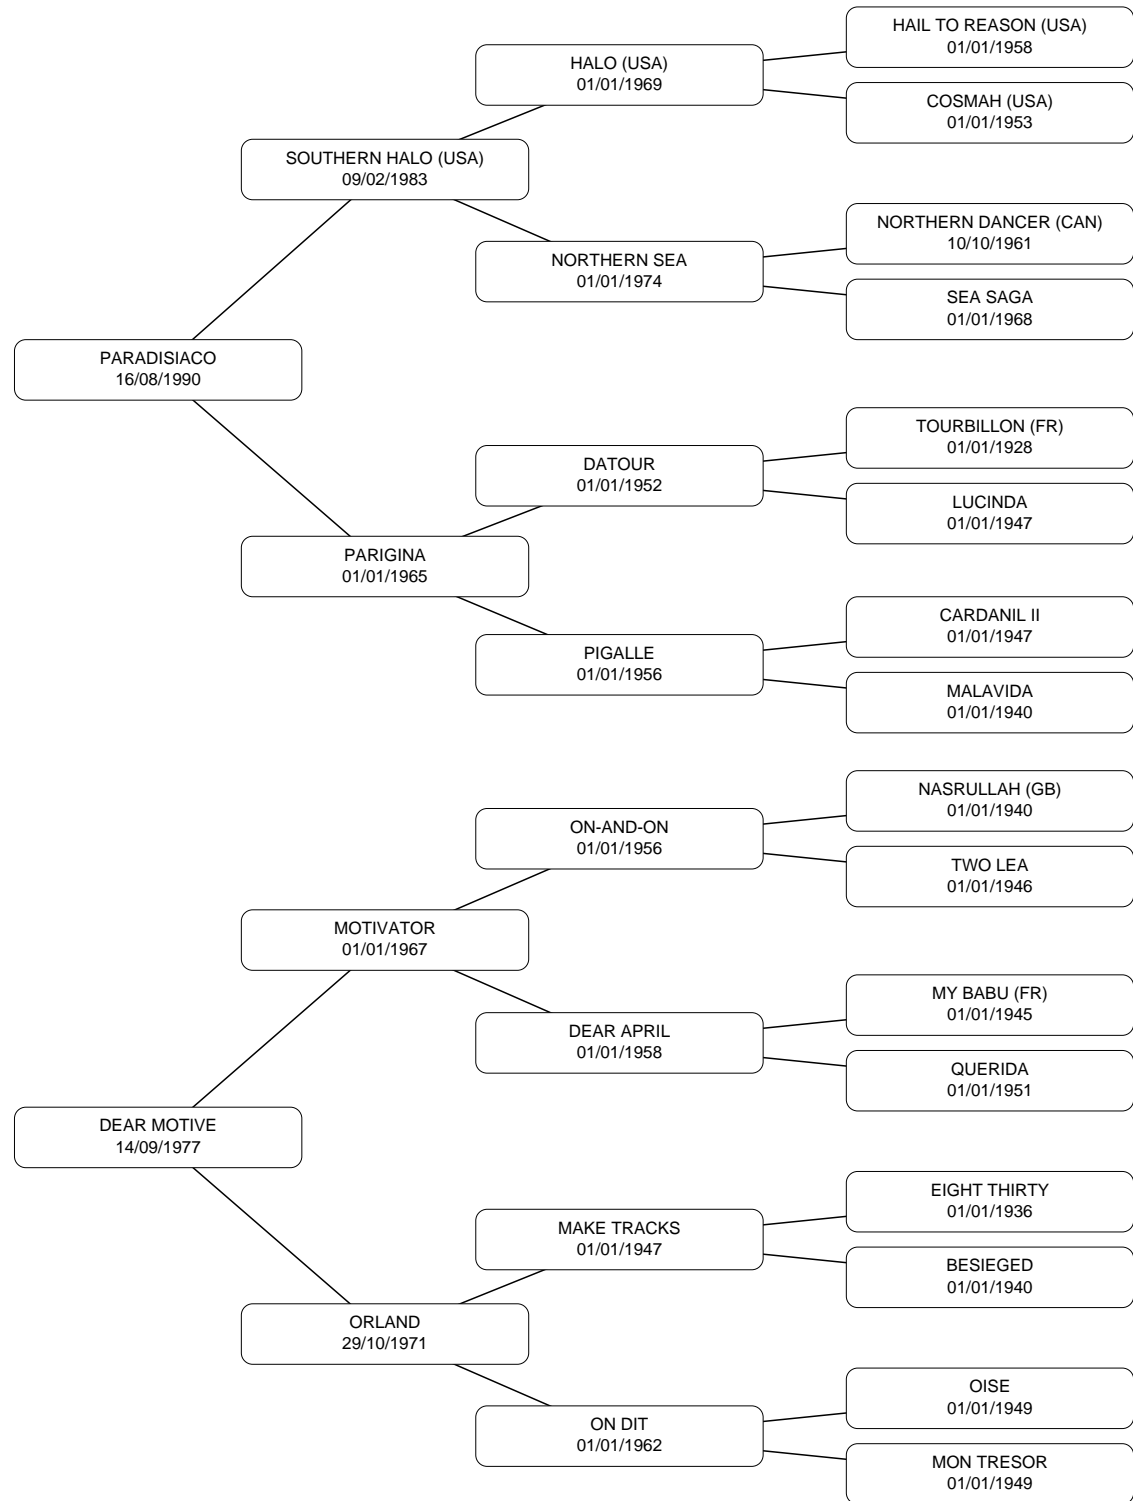 HAIL TO REASON (USA)
01/01/1958
HALO (USA)
01/01/1969
COSMAH (USA)
01/01/1953
SOUTHERN HALO (USA)
09/02/1983
NORTHERN DANCER (CAN)
10/10/1961
NORTHERN SEA
01/01/1974
SEA SAGA
01/01/1968
PARADISIACO
16/08/1990
TOURBILLON (FR)
01/01/1928
DATOUR
01/01/1952
LUCINDA
01/01/1947
PARIGINA
01/01/1965
CARDANIL II
01/01/1947
PIGALLE
01/01/1956
MALAVIDA
01/01/1940
NASRULLAH (GB)
01/01/1940
ON-AND-ON
01/01/1956
TWO LEA
01/01/1946
MOTIVATOR
01/01/1967
MY BABU (FR)
01/01/1945
DEAR APRIL
01/01/1958
QUERIDA
01/01/1951
DEAR MOTIVE
14/09/1977
EIGHT THIRTY
01/01/1936
MAKE TRACKS
01/01/1947
BESIEGED
01/01/1940
ORLAND
29/10/1971
OISE
01/01/1949
ON DIT
01/01/1962
MON TRESOR
01/01/1949